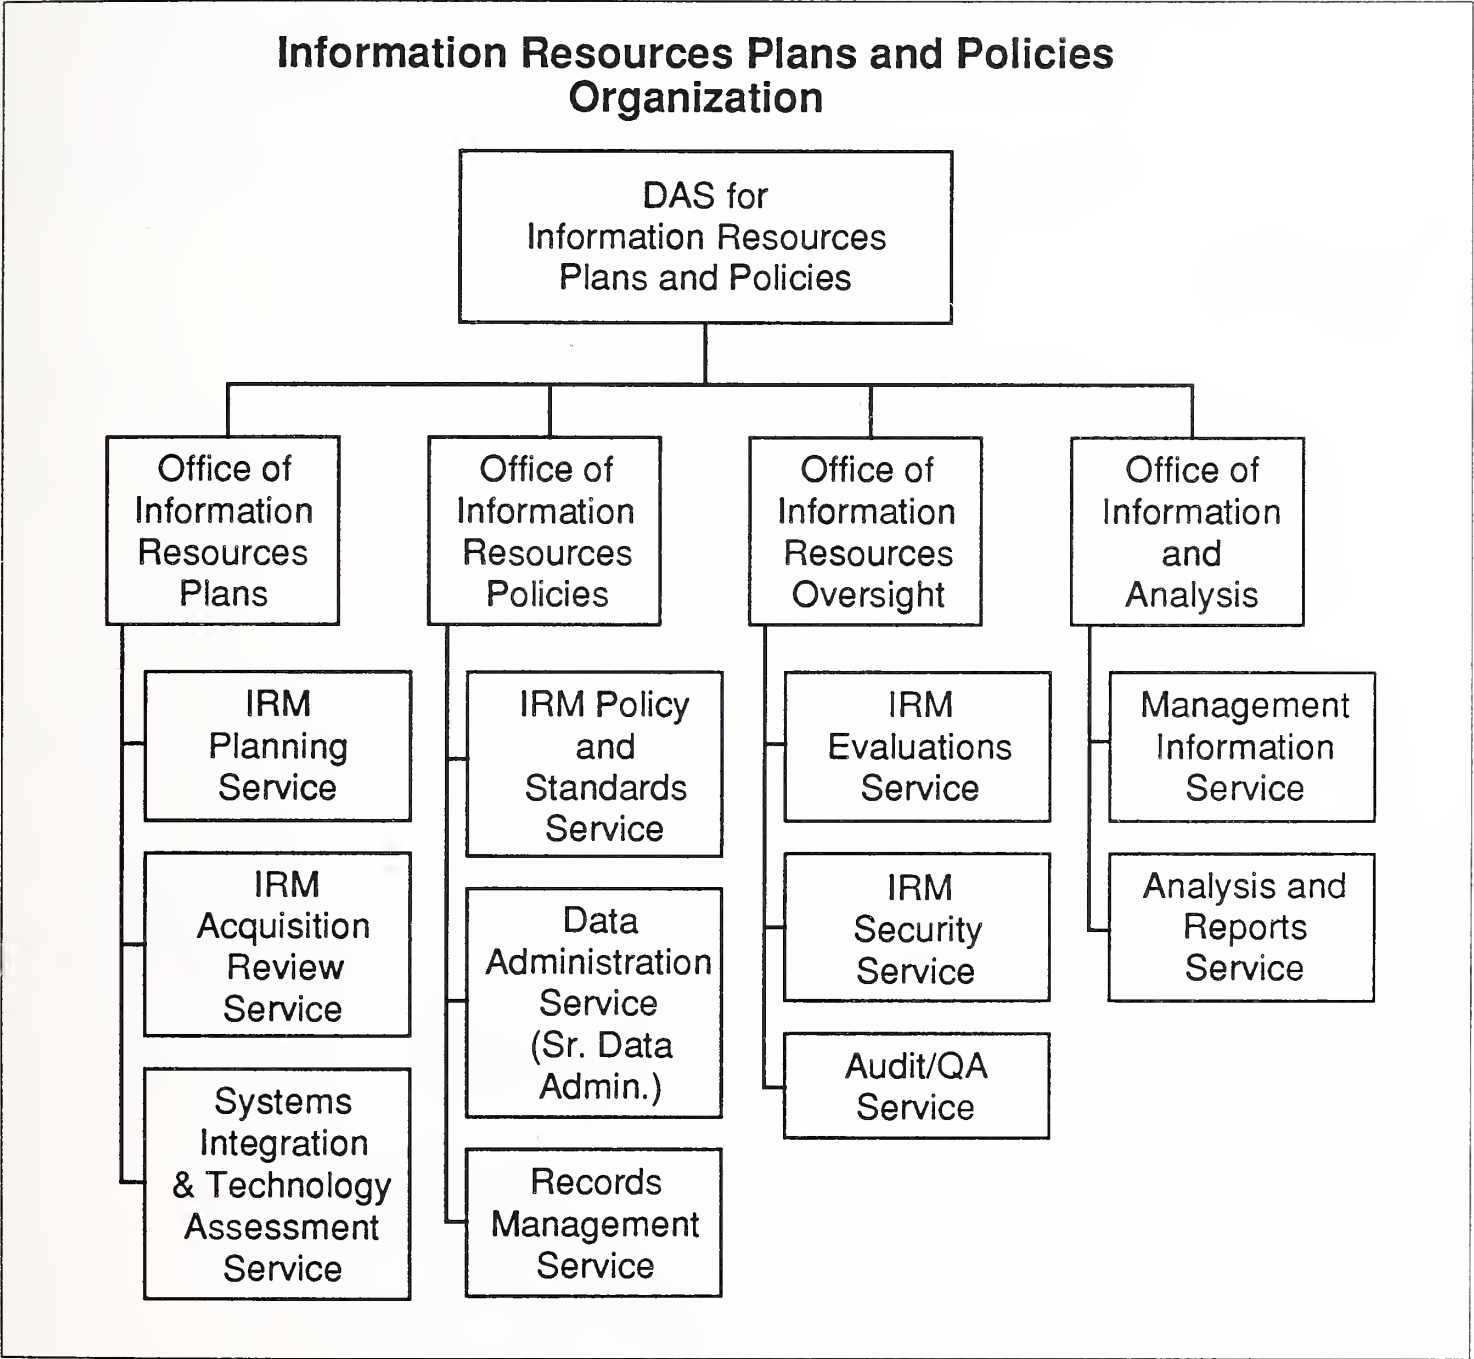 Information Resources Plans and Policies
Organization
DAS for
Information Resources
Plans and Policies
Office of
Information
Resources
Plans
IRM
Planning
Service
IRM
Acquisition
Review
Service
Systems
Integration
& Technology
Assessment
Service
Office of
Information
Resources
Policies
IRM Policy
and
Standards
Service
Data
Administration
Service
(Sr. Data
Admin.)
Records
Management
Service
Office of
Information
Resources
Oversight
IRM
Evaluations
Service
IRM
Security
Service
Audit/QA
Service
Office of
Information
and
Analysis
Management
Information
Service
Analysis and
Reports
Service